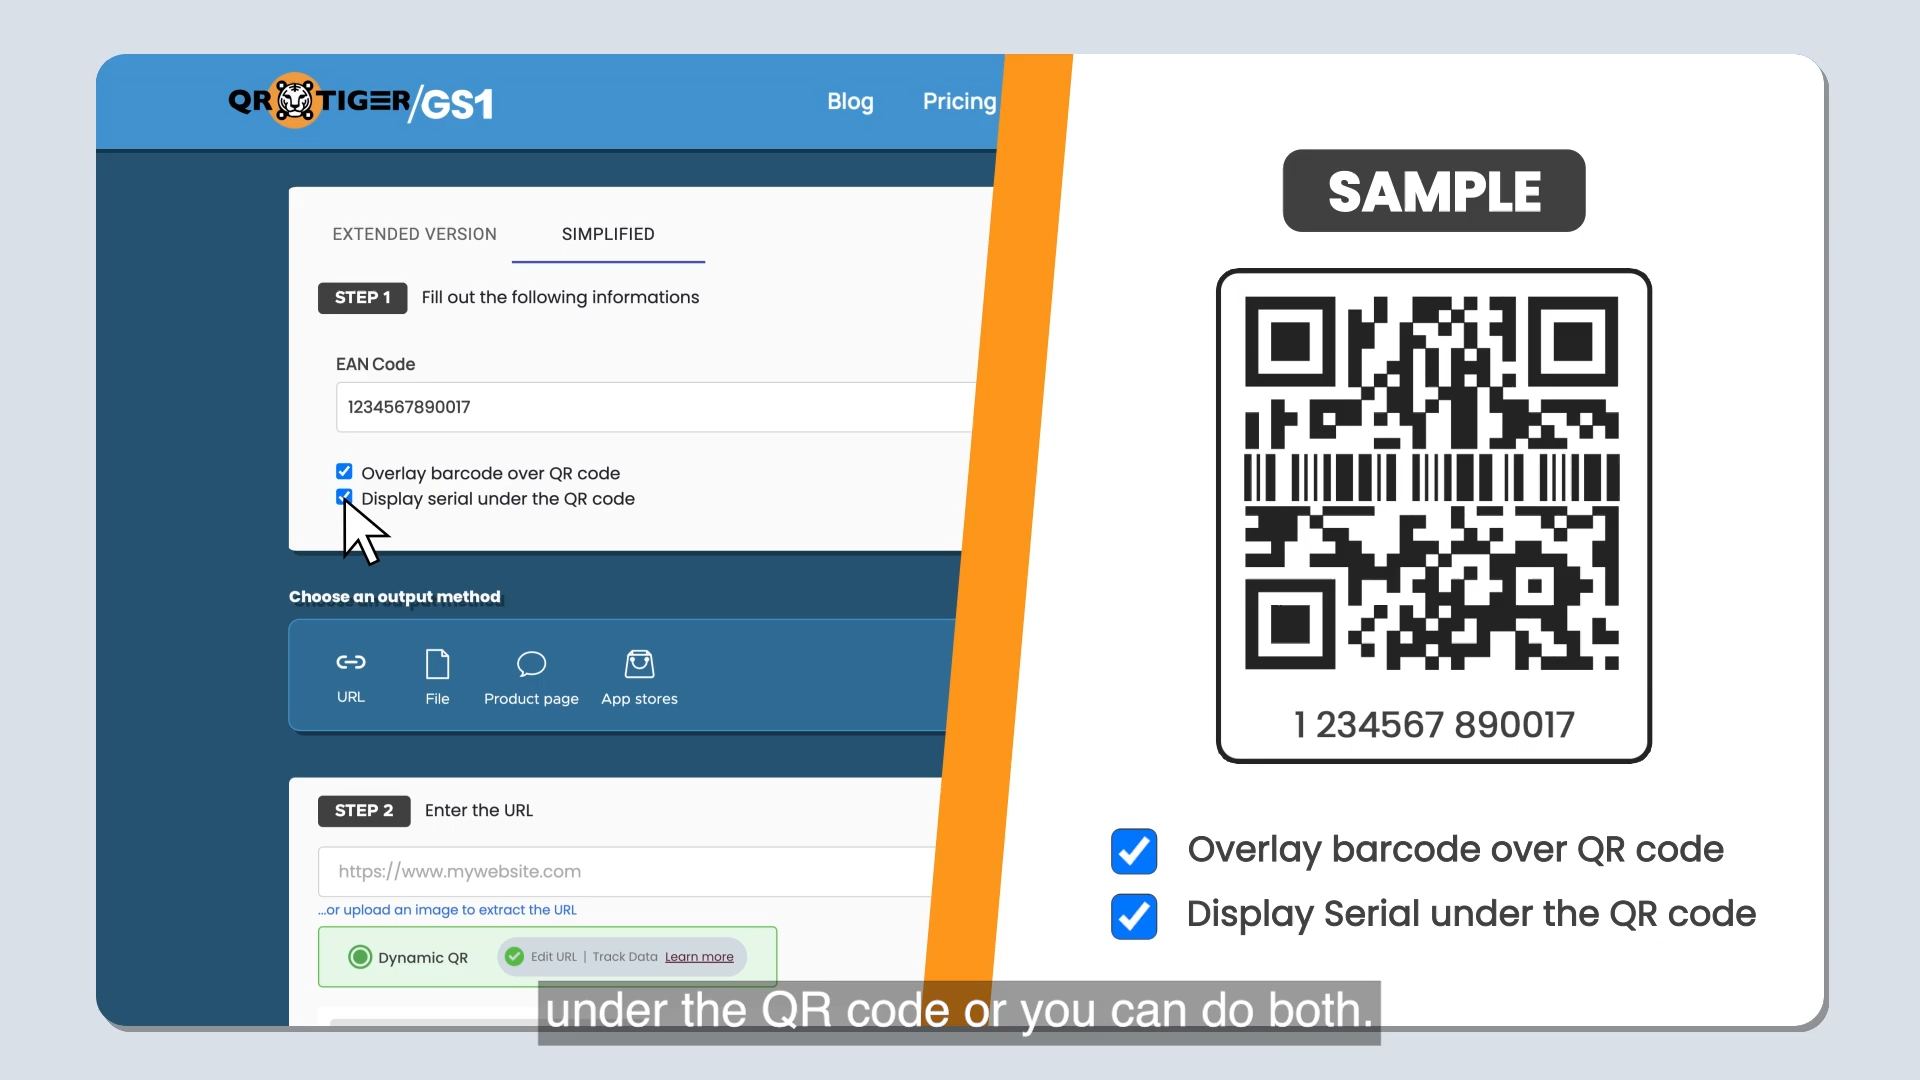 QR TIGER/GS1
Blog
Pricing
EXTENDED VERSION
SIMPLIFIED
STEP 1
Fill out the following informations
EAN Code
1234567890017
Overlay barcode over QR code
Display serial under the QR code
Choose an output method
URL
File
Product page
App stores
STEP 2
Enter the URL
https://www.mywebsite.com
...or upload an image to extract the URL
Dynamic QR
Edit URL | Track Data Learn more
SAMPLE
1 234567 890017
Overlay barcode over QR code
Display Serial under the QR code
under the QR code or you can do both.